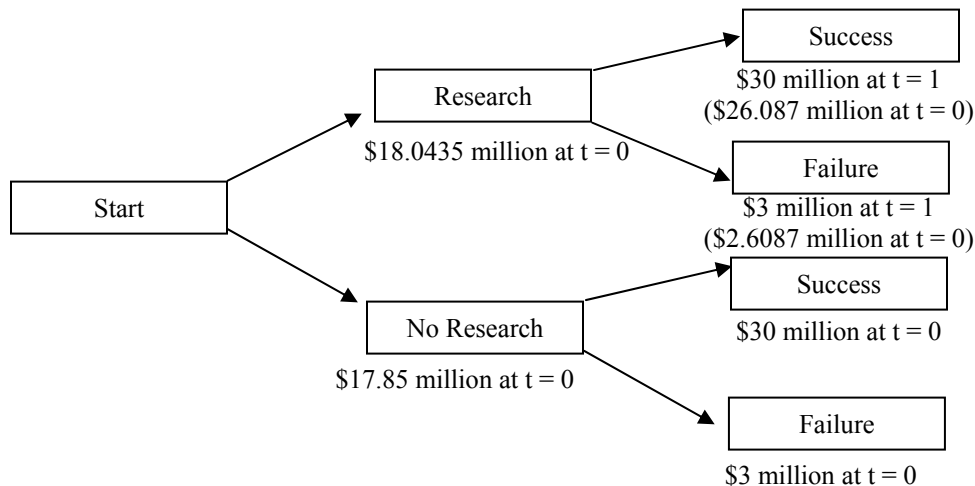 Success
$30 million at t = 1
($26.087 million at t = 0)
Research
$18.0435 million at t = 0
Failure
$3 million at t = 1
($2.6087 million at t = 0)
Start
Success
$30 million at t = 0
No Research
$17.85 million at t = 0
Failure
$3 million at t = 0